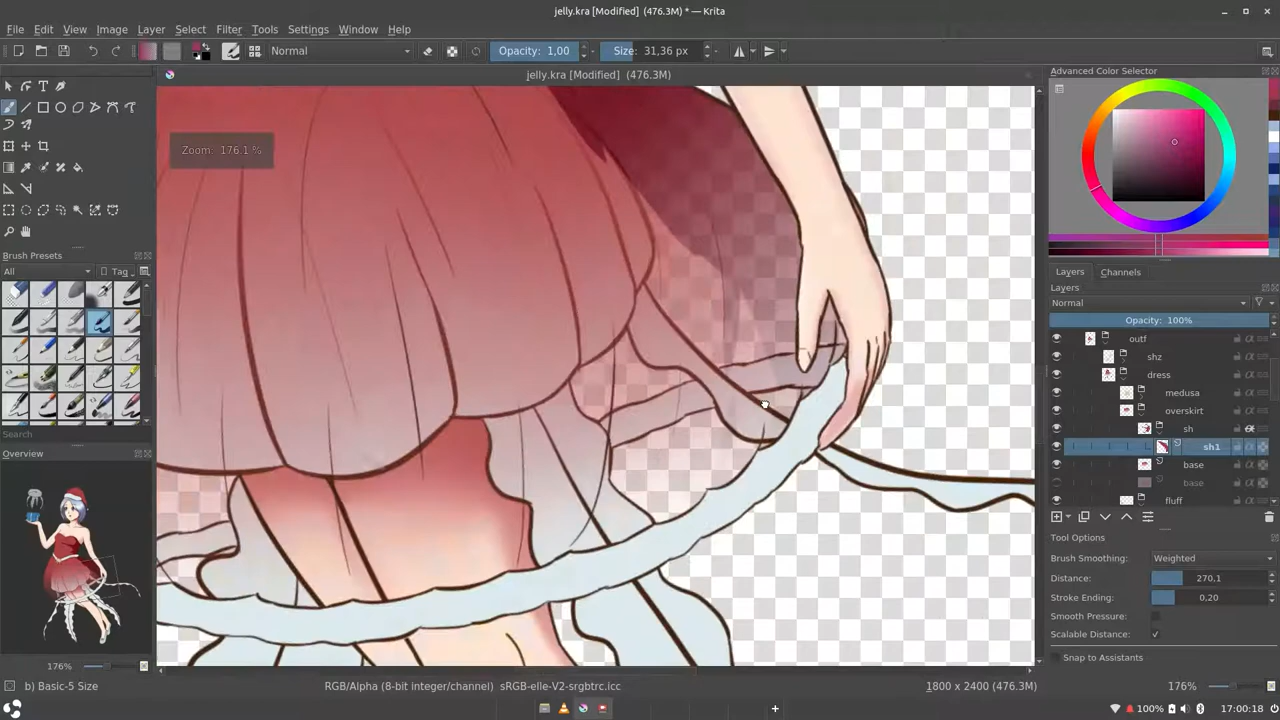 jelly.kra [Modified] (476.3M) * — Krita
File Edit View Image Layer Select Filter Tools Settings Window Help
Normal Opacity: 1,00 Size: 31,36 px
jelly.kra [Modified] (476.3M)
Advanced Color Selector
Zoom: 176.1 %
Brush Presets
All Tag
Search
Overview
176%
Layers Channels
Layers
Normal
Opacity: 100%
outf
shz
dress
medusa
overskirt
sh
sh1
base
base
fluff
Tool Options
Brush Smoothing: Weighted
Distance: 270,1
Stroke Ending: 0,20
Smooth Pressure:
Scalable Distance:
Snap to Assistants
b) Basic-5 Size
RGB/Alpha (8-bit integer/channel) sRGB-elle-V2-srgbtrc.icc
1800 x 2400 (476.3M)
176%
100% 17:00:18